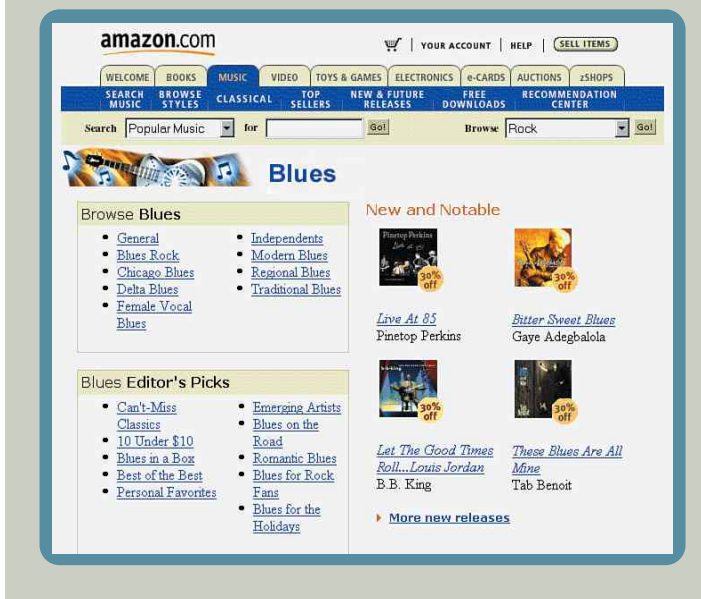 amazon.com
YOUR ACCOUNT | HELP | SELL ITEMS
WELCOME BOOKS MUSIC VIDEO TOYS & GAMES ELECTRONICS e-CARDS AUCTIONS zSHOPS
SEARCH MUSIC BROWSE STYLES CLASSICAL TOP SELLERS NEW & FUTURE RELEASES FREE DOWNLOADS RECOMMENDATION CENTER
Search Popular Music for Go! Browse Rock Go!
Blues
Browse Blues
• General
• Blues Rock
• Chicago Blues
• Delta Blues
• Female Vocal
Blues
• Independents
• Modern Blues
• Regional Blues
• Traditional Blues
Blues Editor's Picks
• Can't-Miss
Classics
• 10 Under $10
• Blues in a Box
• Best of the Best
• Personal Favorites
• Emerging Artists
• Blues on the
Road
• Romantic Blues
• Blues for Rock
Fans
• Blues for the
Holidays
New and Notable
Pinetop Perkins
Live at 85
30%
off
Live At 85
Pinetop Perkins
30%
off
Bitter Sweet Blues
Gaye Adegbalola
30%
off
Let The Good Times
Roll...Louis Jordan
B.B. King
30%
off
These Blues Are All
Mine
Tab Benoit
More new releases